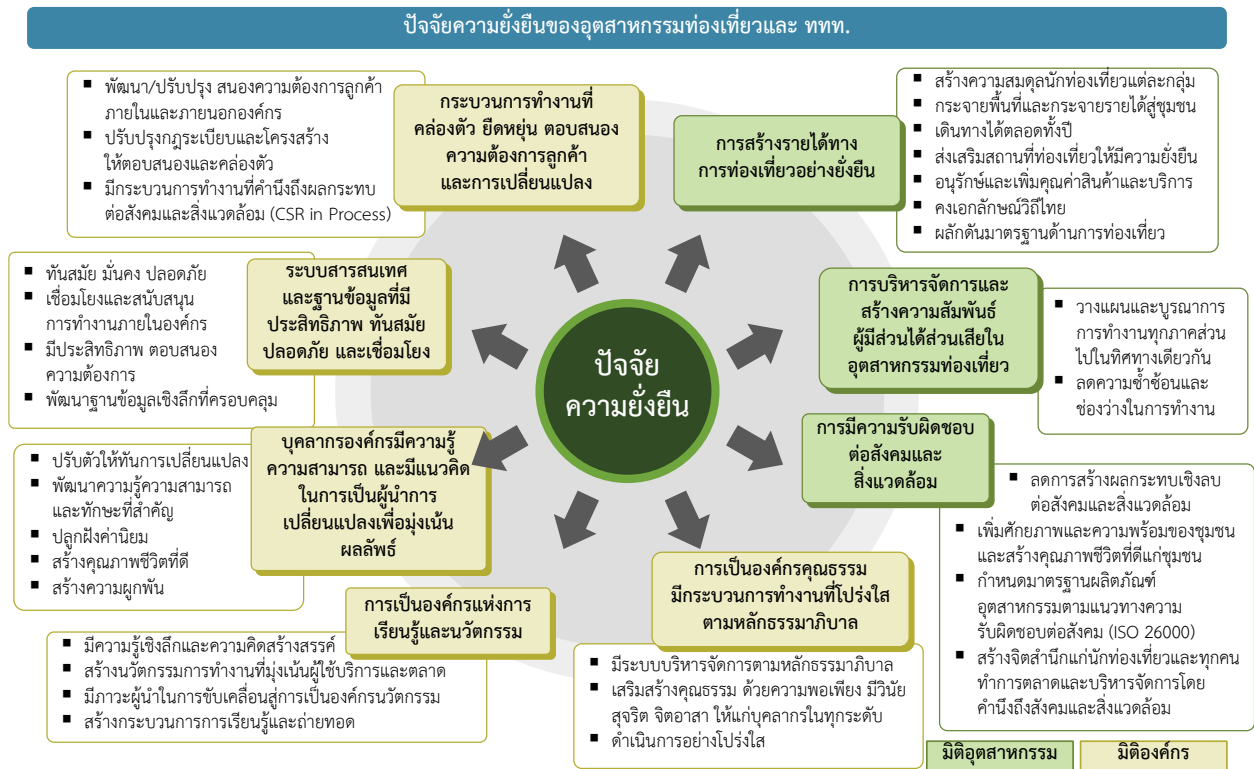 ปัจจัยความยั่งยืนของอุตสาหกรรมท่องเที่ยวและ ททท.
▪ พัฒนา/ปรับปรุง สนองความต้องการลูกค้า
ภายในและภายนอกองค์กร
▪ ปรับปรุงกฎระเบียบและโครงสร้าง
ให้ตอบสนองและคล่องตัว
▪ มีกระบวนการทำงานที่คำนึงถึงผลกระทบ
ต่อสังคมและสิ่งแวดล้อม (CSR in Process)
กระบวนการทำงานที่
คล่องตัว ยืดหยุ่น ตอบสนอง
ความต้องการลูกค้า
และการเปลี่ยนแปลง
การสร้างรายได้ทาง
การท่องเที่ยวอย่างยั่งยืน
▪ สร้างความสมดุลนักท่องเที่ยวแต่ละกลุ่ม
▪ กระจายพื้นที่และกระจายรายได้สู่ชุมชน
▪ เดินทางได้ตลอดทั้งปี
▪ ส่งเสริมสถานที่ท่องเที่ยวให้มีความยั่งยืน
▪ อนุรักษ์และเพิ่มคุณค่าสินค้าและบริการ
▪ คงเอกลักษณ์วิถีไทย
▪ ผลักดันมาตรฐานด้านการท่องเที่ยว
▪ ทันสมัย มั่นคง ปลอดภัย
▪ เชื่อมโยงและสนับสนุน
การทำงานภายในองค์กร
▪ มีประสิทธิภาพ ตอบสนอง
ความต้องการ
▪ พัฒนาฐานข้อมูลเชิงลึกที่ครอบคลุม
ระบบสารสนเทศ
และฐานข้อมูลที่มี
ประสิทธิภาพ ทันสมัย
ปลอดภัย และเชื่อมโยง
ปัจจัย
ความยั่งยืน
การบริหารจัดการและ
สร้างความสัมพันธ์
ผู้มีส่วนได้ส่วนเสียใน
อุตสาหกรรมท่องเที่ยว
▪ วางแผนและบูรณาการ
การทำงานทุกภาคส่วน
ไปในทิศทางเดียวกัน
▪ ลดความซ้ำซ้อนและ
ช่องว่างในการทำงาน
▪ ปรับตัวให้ทันการเปลี่ยนแปลง
▪ พัฒนาความรู้ความสามารถ
และทักษะที่สำคัญ
▪ ปลูกฝังค่านิยม
▪ สร้างคุณภาพชีวิตที่ดี
▪ สร้างความผูกพัน
บุคลากรองค์กรมีความรู้
ความสามารถ และมีแนวคิด
ในการเป็นผู้นำการ
เปลี่ยนแปลงเพื่อมุ่งเน้น
ผลลัพธ์
การมีความรับผิดชอบ
ต่อสังคมและ
สิ่งแวดล้อม
▪ ลดการสร้างผลกระทบเชิงลบ
ต่อสังคมและสิ่งแวดล้อม
▪ เพิ่มศักยภาพและความพร้อมของชุมชน
และสร้างคุณภาพชีวิตที่ดีแก่ชุมชน
▪ กำหนดมาตรฐานผลิตภัณฑ์
อุตสาหกรรมตามแนวทางความ
รับผิดชอบต่อสังคม (ISO 26000)
▪ สร้างจิตสำนึกแก่นักท่องเที่ยวและทุกคน
ทำการตลาดและบริหารจัดการโดย
คำนึงถึงสังคมและสิ่งแวดล้อม
การเป็นองค์กรแห่งการ
เรียนรู้และนวัตกรรม
▪ มีความรู้เชิงลึกและความคิดสร้างสรรค์
▪ สร้างนวัตกรรมการทำงานที่มุ่งเน้นผู้ใช้บริการและตลาด
▪ มีภาวะผู้นำในการขับเคลื่อนสู่การเป็นองค์กรนวัตกรรม
▪ สร้างกระบวนการการเรียนรู้และถ่ายทอด
การเป็นองค์กรคุณธรรม
มีกระบวนการทำงานที่โปร่งใส
ตามหลักธรรมาภิบาล
▪ มีระบบบริหารจัดการตามหลักธรรมาภิบาล
▪ เสริมสร้างคุณธรรม ด้วยความพอเพียง มีวินัย
สุจริต จิตอาสา ให้แก่บุคลากรในทุกระดับ
▪ ดำเนินการอย่างโปร่งใส
มิติอุตสาหกรรม
มิติองค์กร